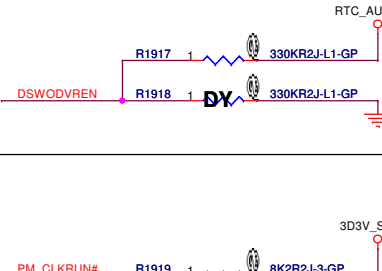 RTC_AU
R1917 1 330KR2J-L1-GP
DSWODVREN R1918 1 DY 330KR2J-L1-GP
3D3V_S
PM_CLKRUN# R1919 1 8K2R2J-3-GP